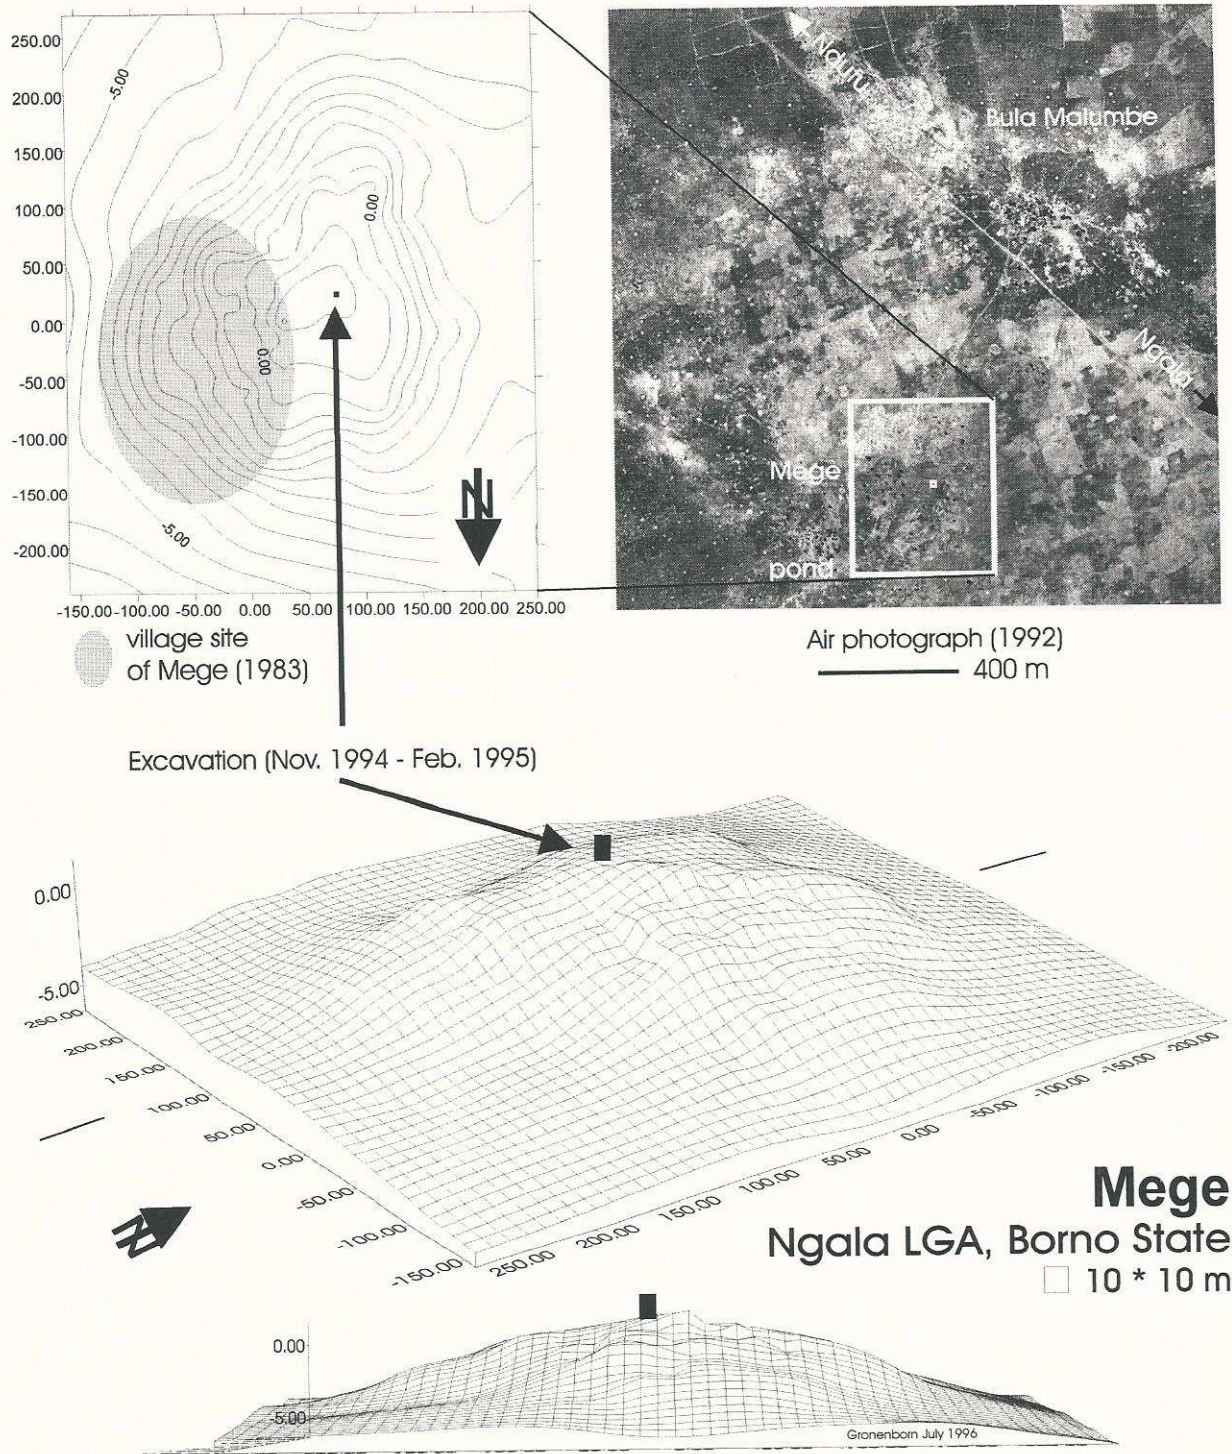 250.00
200.00
150.00
100.00
50.00
0.00
-50.00
-100.00
-150.00
-200.00
-5.00
0.00
0.00
-5.00
N
-150.00 -100.00 -50.00 0.00 50.00 100.00 150.00 200.00 250.00
village site
of Mege (1983)
Ndufu
Bula Malumbe
Ngala
Mege
pond
Air photograph (1992)
400 m
Excavation (Nov. 1994 - Feb. 1995)
0.00
-5.00
250.00
200.00
150.00
100.00
50.00
0.00
-50.00
-100.00
-150.00
250.00
200.00
150.00
100.00
50.00
0.00
-50.00
-100.00
-150.00
-200.00
N
Mege
Ngala LGA, Borno State
10 * 10 m
0.00
-5.00
Gronenborn July 1996